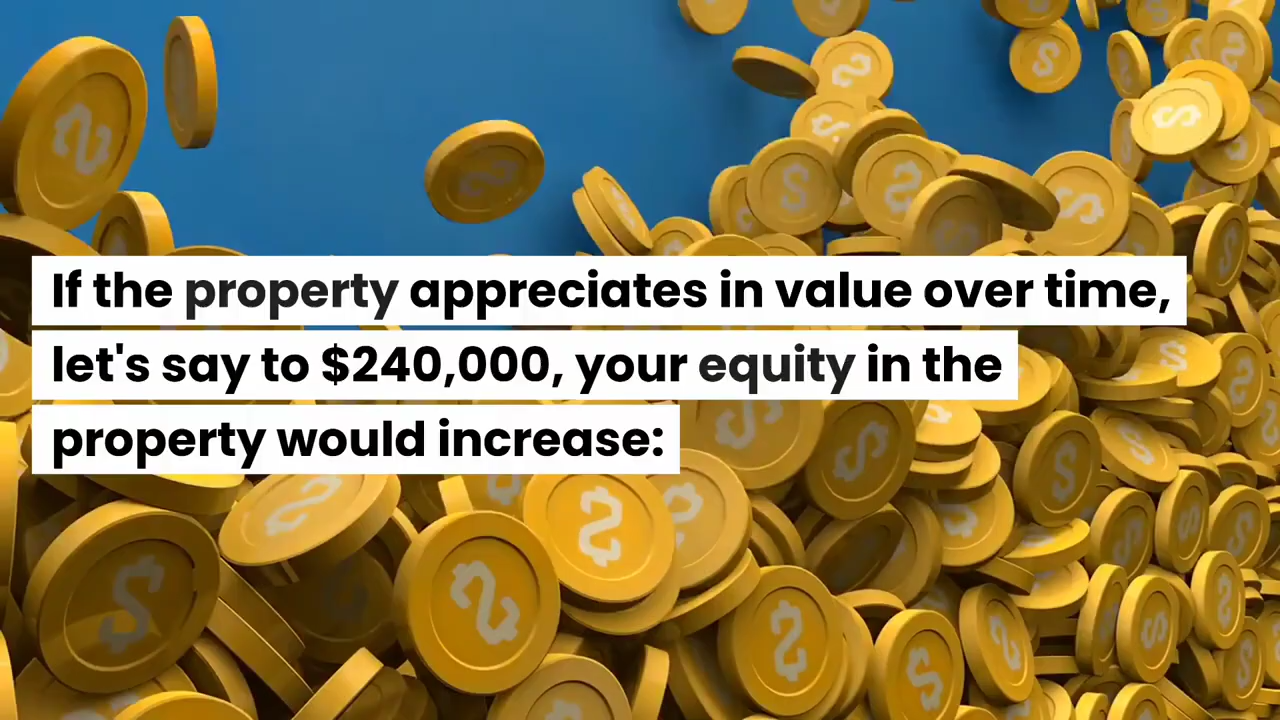 If the property appreciates in value over time,
let's say to $240,000, your equity in the
property would increase: